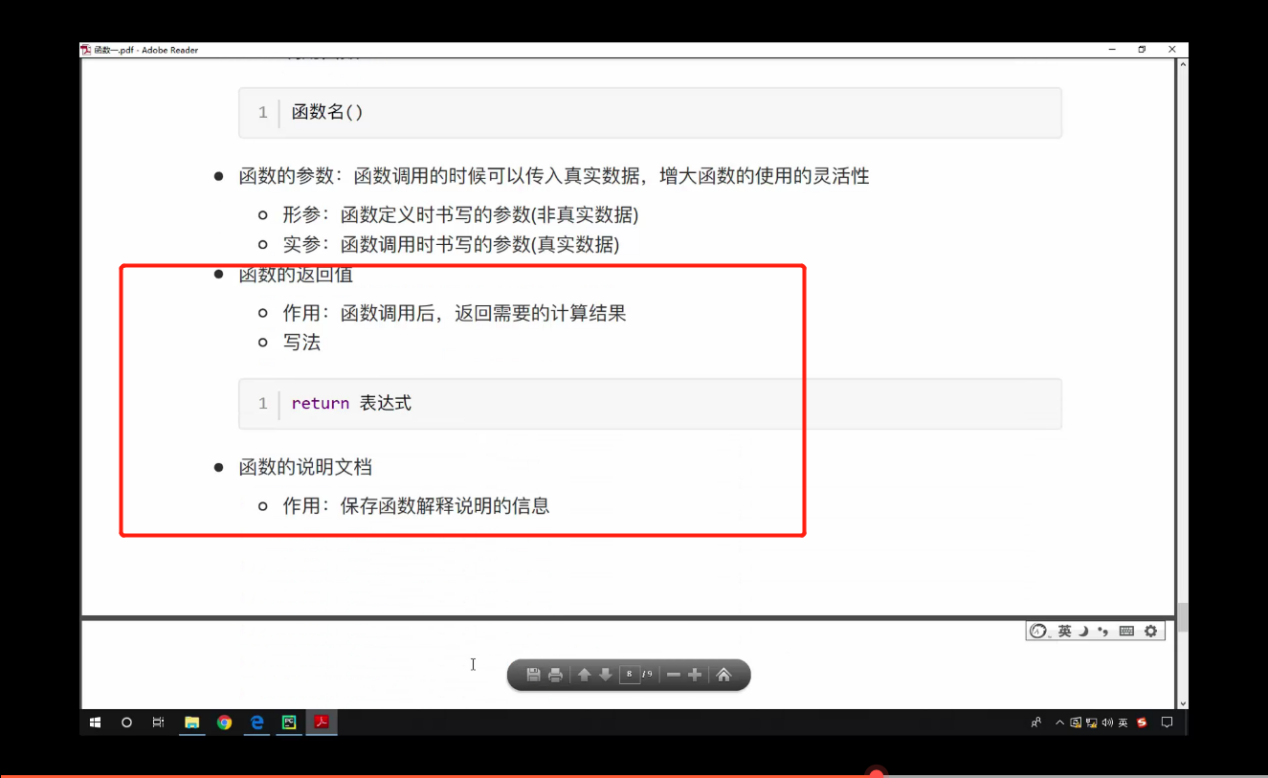 函数一.pdf - Adobe Reader
1 函数名()
函数的参数：函数调用的时候可以传入真实数据，增大函数的使用的灵活性
形参：函数定义时书写的参数(非真实数据)
实参：函数调用时书写的参数(真实数据)
函数的返回值
作用：函数调用后，返回需要的计算结果
写法
1 return 表达式
函数的说明文档
作用：保存函数解释说明的信息
英
8 / 9
英